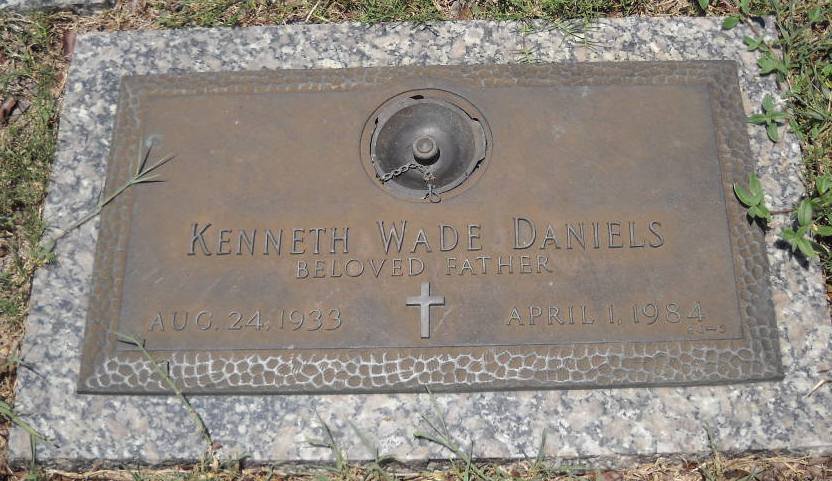 KENNETH WADE DANIELS
BELOVED FATHER
AUG. 24, 1933
APRIL 1, 1984